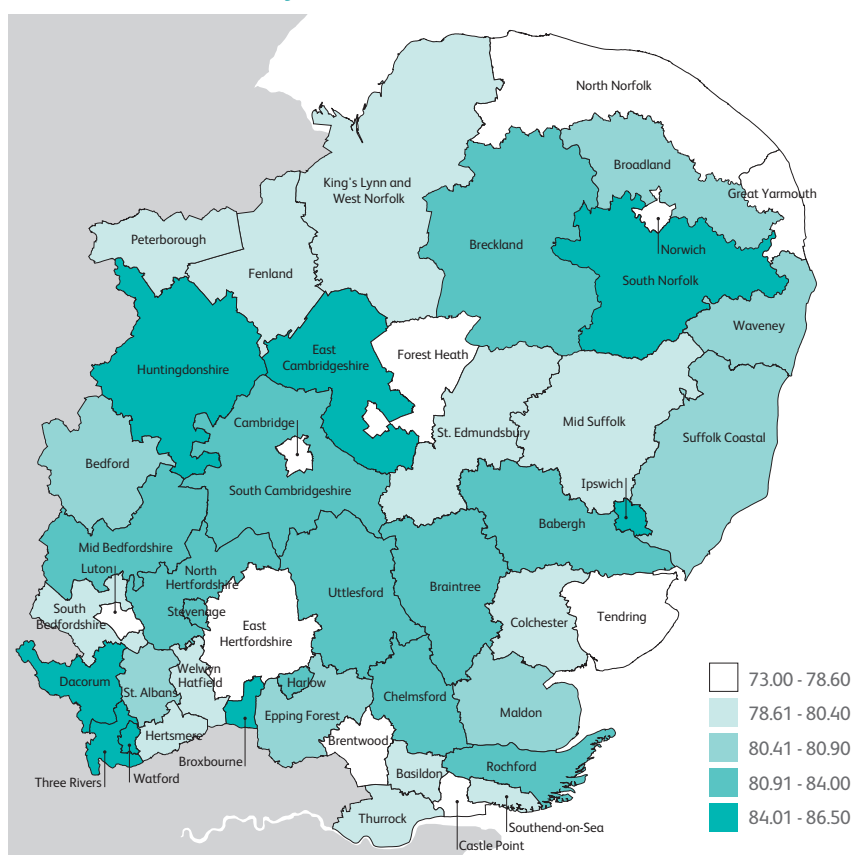 North Norfolk
Broadland
Great Yarmouth
King's Lynn and
West Norfolk
Peterborough
Breckland
Norwich
Fenland
South Norfolk
Waveney
East
Cambridgeshire
Forest Heath
Huntingdonshire
Cambridge
St. Edmundsbury
Mid Suffolk
Suffolk Coastal
Bedford
South Cambridgeshire
Ipswich
Babergh
Mid Bedfordshire
Luton
North
Hertfordshire
Uttlesford
Braintree
South
Bedfordshire
Stevenage
East
Hertfordshire
Colchester
Tendring
Welwyn
Hatfield
Dacorum
St. Albans
Harlow
Chelmsford
Epping Forest
Maldon
Hertsmere
Brentwood
Broxbourne
Three Rivers
Watford
Basildon
Rochford
Thurrock
Southend-on-Sea
Castle Point
73.00 - 78.60
78.61 - 80.40
80.41 - 80.90
80.91 - 84.00
84.01 - 86.50